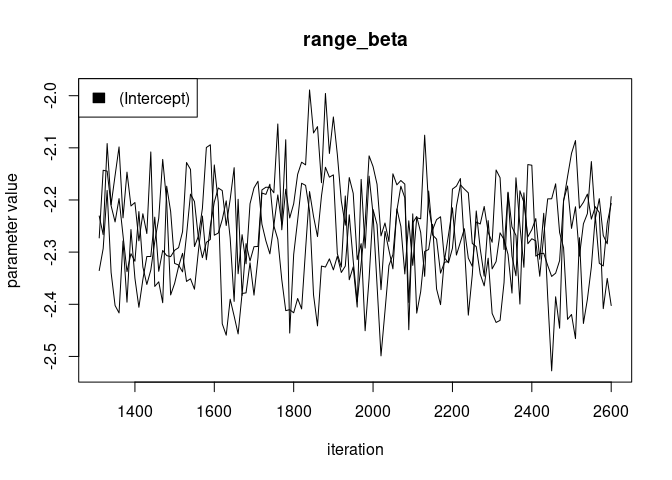 range_beta
(Intercept)
parameter value
-2.0
-2.1
-2.2
-2.3
-2.4
-2.5
1400 1600 1800 2000 2200 2400 2600
iteration